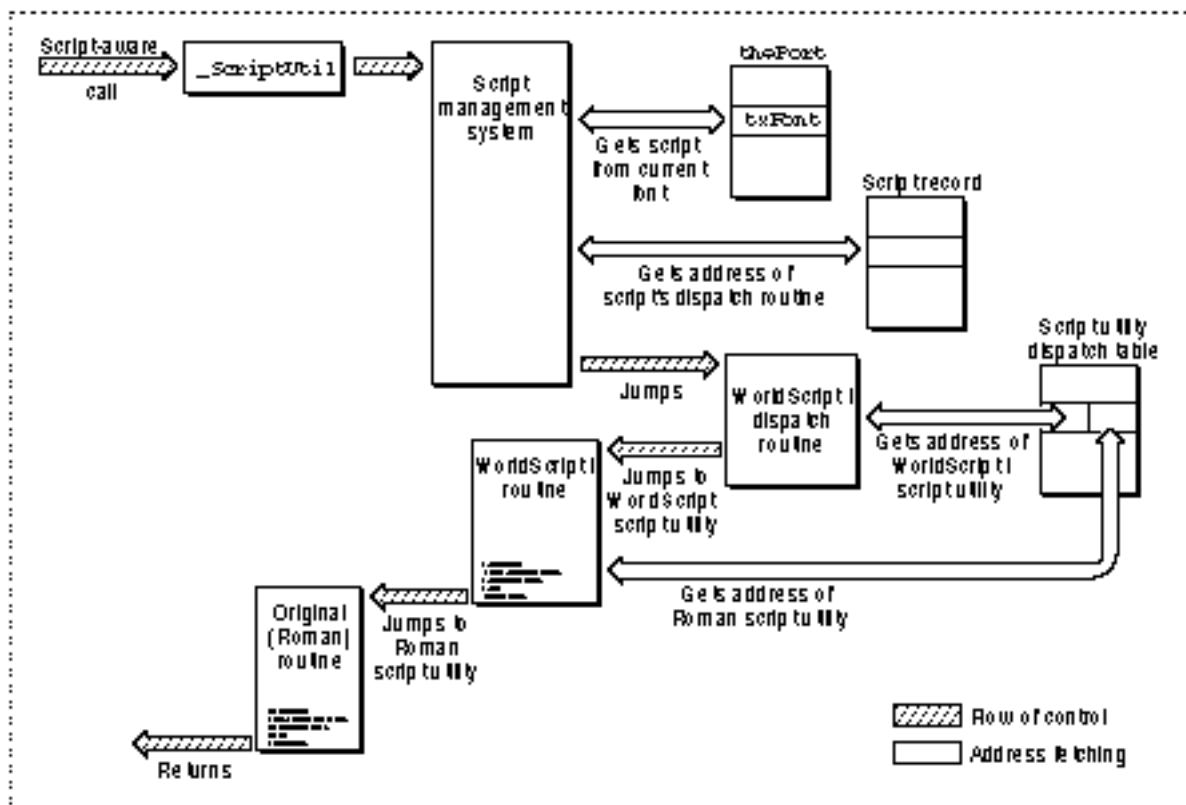 Script-aware
call
_ScriptUtil
Script
management
system
thePort
txFont
Gets script
from current
font
Script record
Gets address of
script's dispatch routine
Script utility
dispatch table
Jumps
WorldScript I
dispatch
routine
Gets address of
WorldScript I
script utility
WorldScript I
routine
Jumps to
WordScript
script utility
Gets address of
Roman script utility
Original
(Roman)
routine
Jumps to
Roman
script utility
Returns
Flow of control
Address fetching